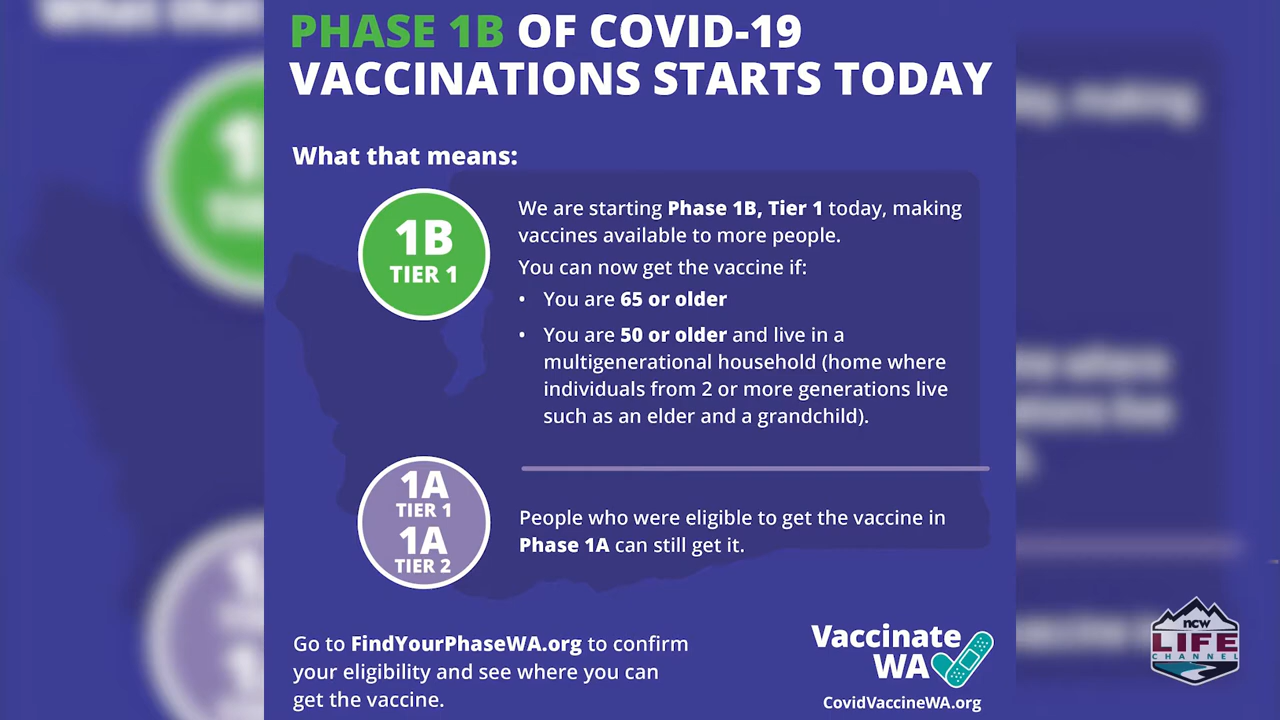 PHASE 1B OF COVID-19
VACCINATIONS STARTS TODAY
What that means:
1B
TIER 1
We are starting Phase 1B, Tier 1 today, making
vaccines available to more people.
You can now get the vaccine if:
• You are 65 or older
• You are 50 or older and live in a
multigenerational household (home where
individuals from 2 or more generations live
such as an elder and a grandchild).
1A
TIER 1
1A
TIER 2
People who were eligible to get the vaccine in
Phase 1A can still get it.
Go to FindYourPhaseWA.org to confirm
your eligibility and see where you can
get the vaccine.
Vaccinate
WA
CovidVaccineWA.org
ncw
LIFE
CHANNEL